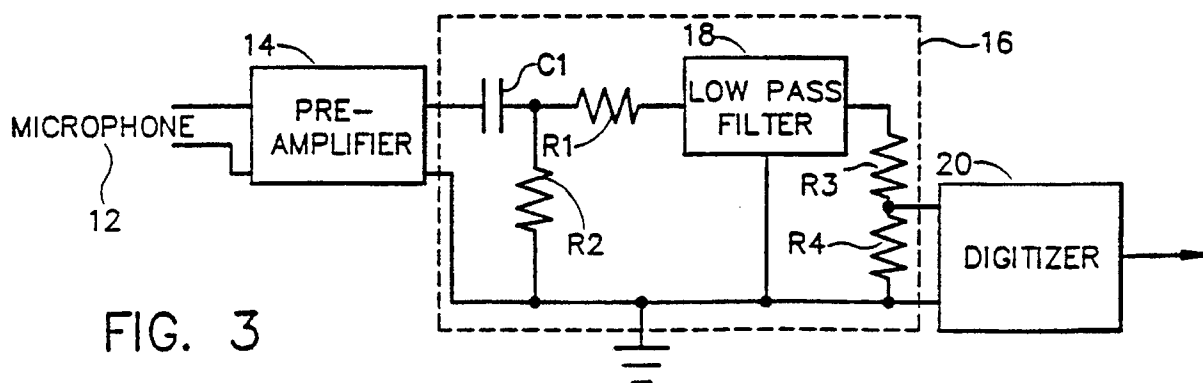 14
PRE-
AMPLIFIER
MICROPHONE
12
C1
R1
R2
18
LOW PASS
FILTER
16
R3
R4
20
DIGITIZER
FIG. 3